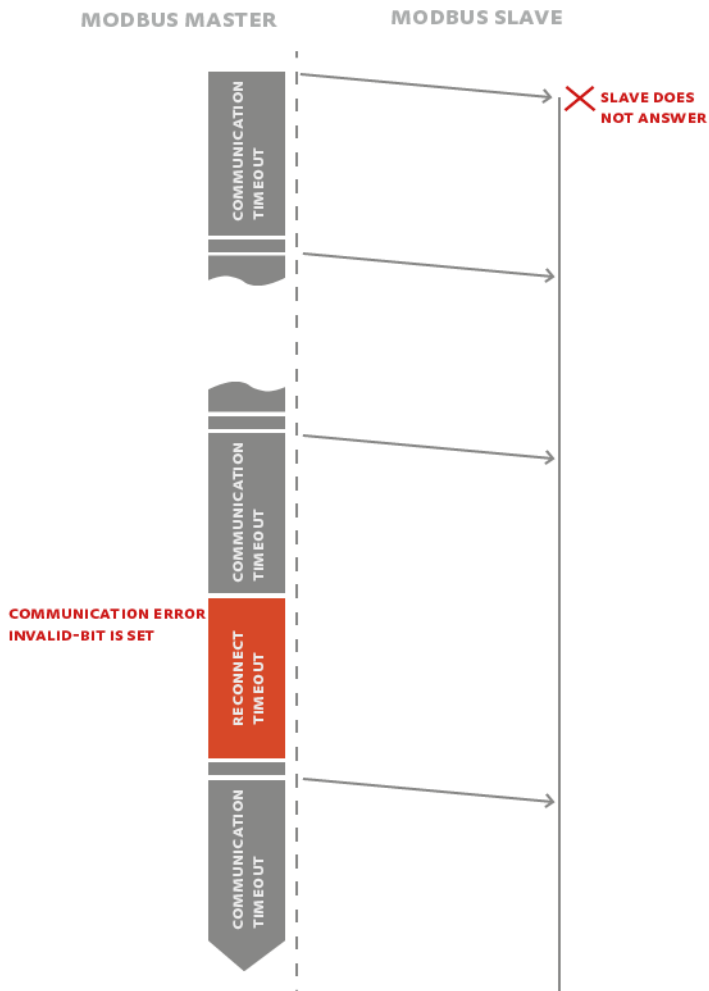 MODBUS MASTER
MODBUS SLAVE
COMMUNICATION
TIMEOUT
SLAVE DOES
NOT ANSWER
COMMUNICATION
TIMEOUT
COMMUNICATION ERROR
INVALID-BIT IS SET
RECONNECT
TIMEOUT
COMMUNICATION
TIMEOUT